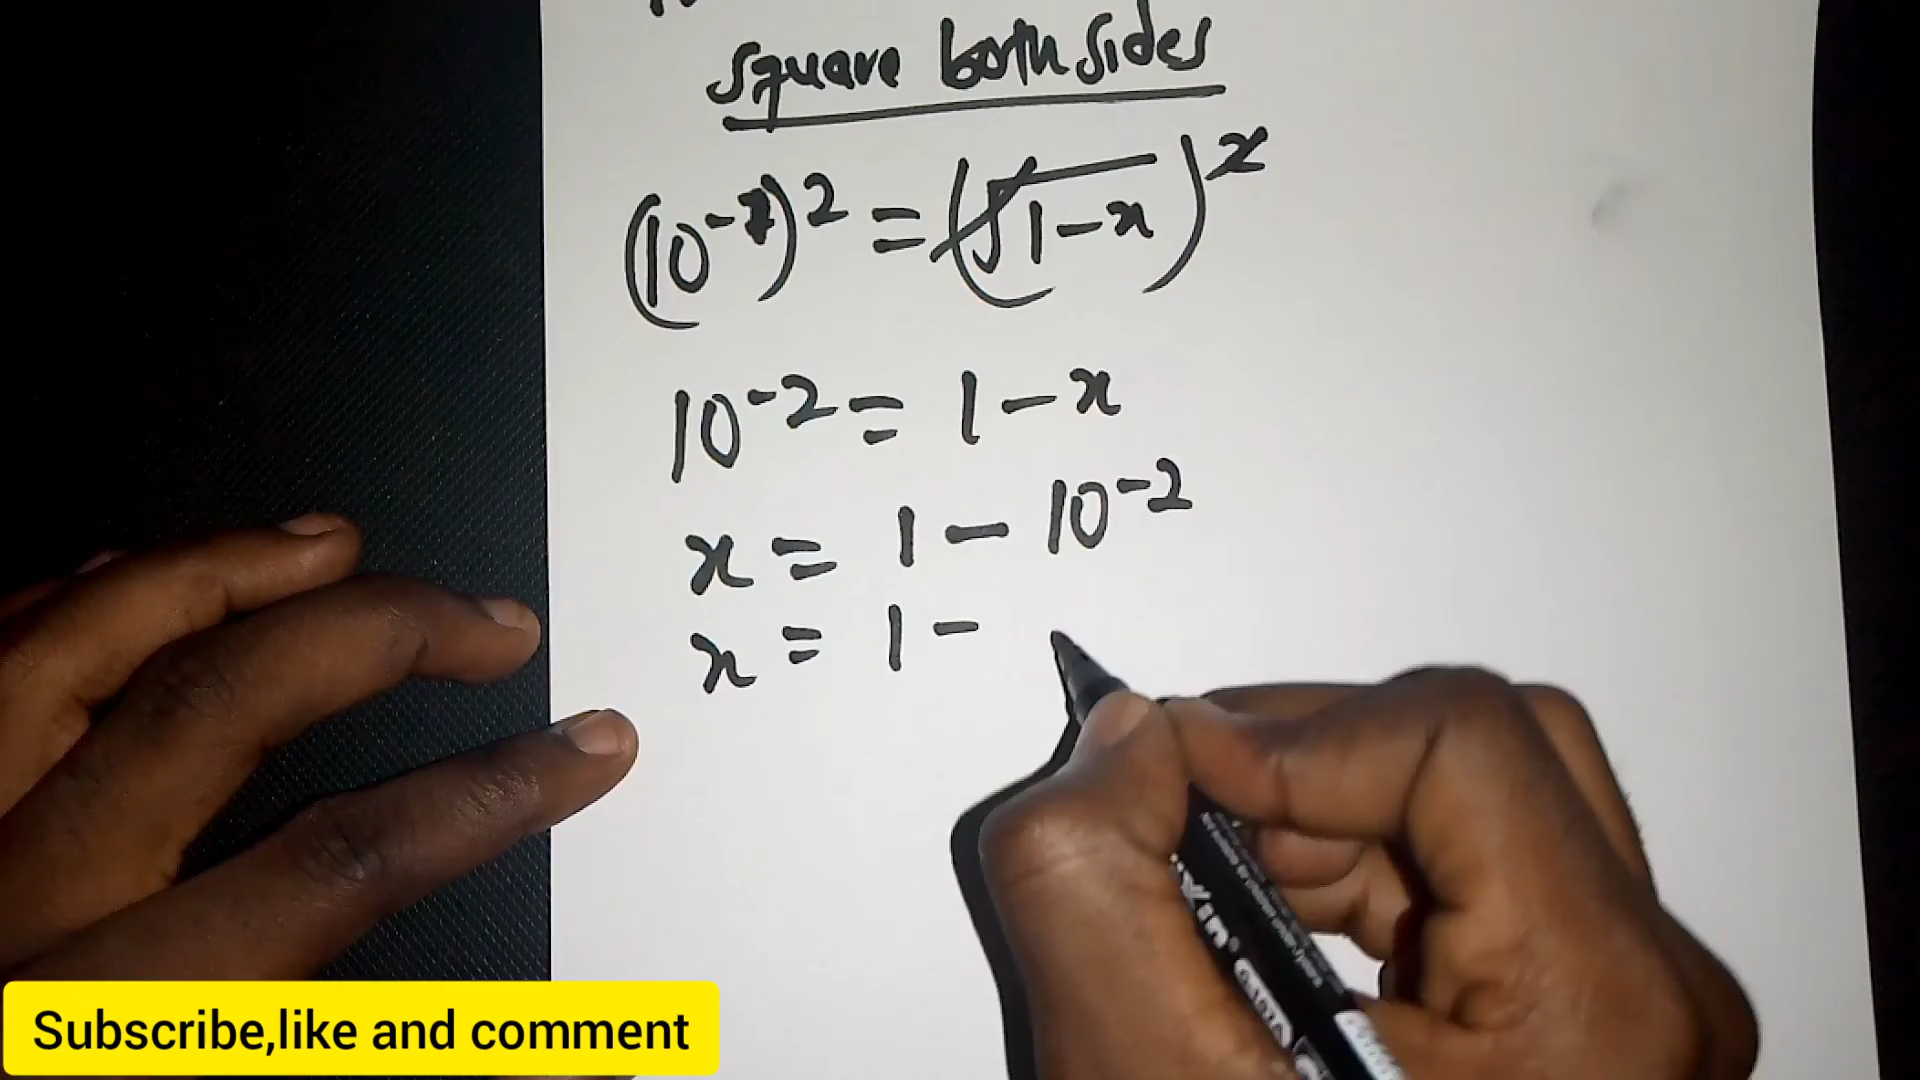 square both sides
(10⁻¹)² = (√1-x)²
10⁻² = 1 - x
x = 1 - 10⁻²
x = 1 -
Subscribe,like and comment